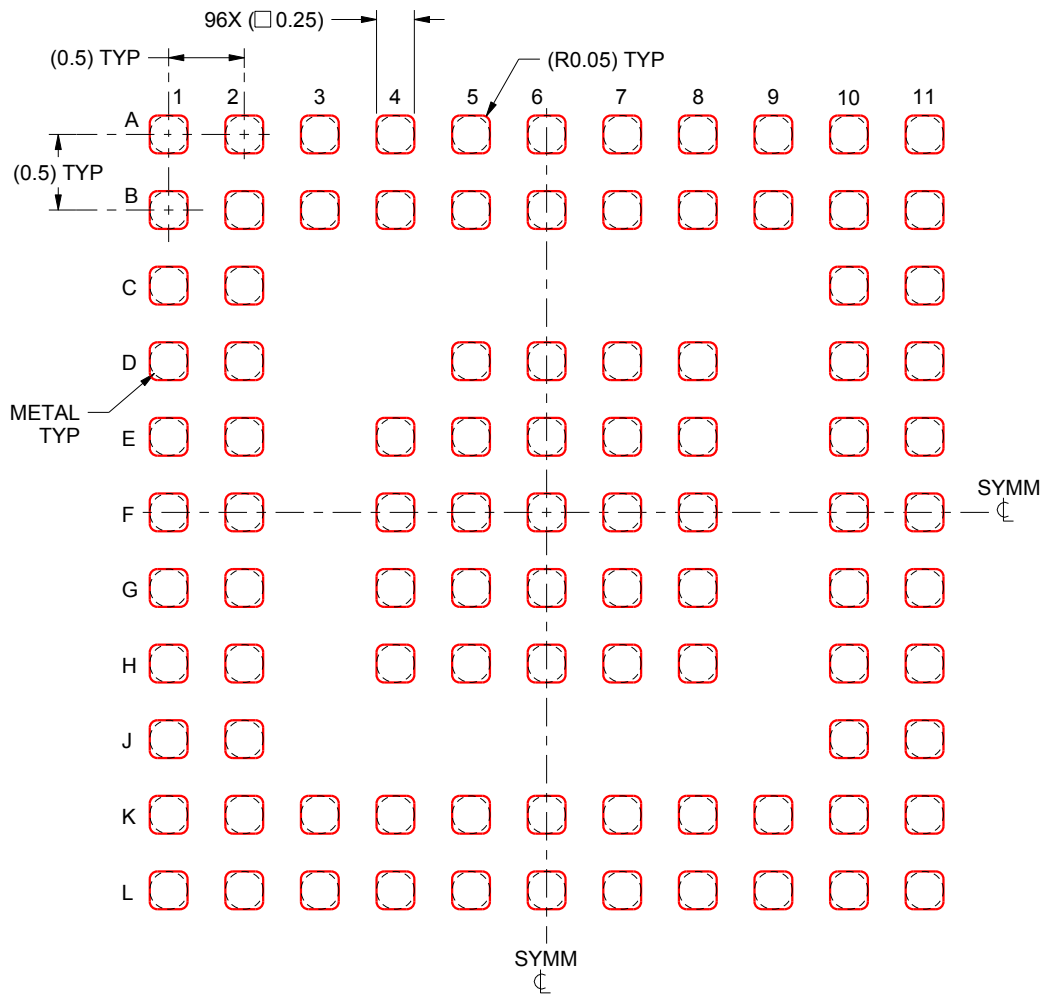 96X (□ 0.25)
(0.5) TYP
(R0.05) TYP
1 2 3 4 5 6 7 8 9 10 11
A
(0.5) TYP
B
C
D
METAL
TYP
E
F
SYMM
℄
G
H
J
K
L
SYMM
℄